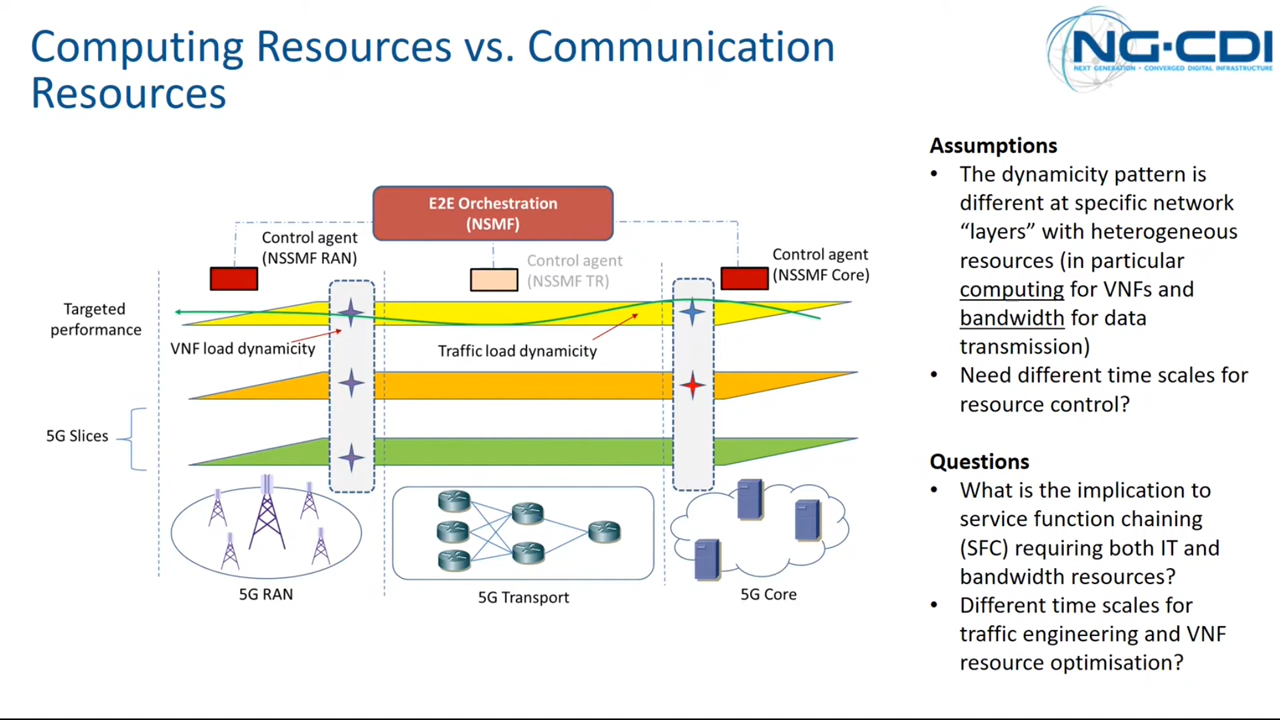 Computing Resources vs. Communication
Resources
NG-CDI
NEXT GENERATION - CONVERGED DIGITAL INFRASTRUCTURE
E2E Orchestration
(NSMF)
Control agent
(NSSMF RAN)
Control agent
(NSSMF TR)
Control agent
(NSSMF Core)
Targeted
performance
VNF load dynamicity
Traffic load dynamicity
5G Slices
5G RAN
5G Transport
5G Core
Assumptions
• The dynamicity pattern is
different at specific network
“layers” with heterogeneous
resources (in particular
computing for VNFs and
bandwidth for data
transmission)
• Need different time scales for
resource control?
Questions
• What is the implication to
service function chaining
(SFC) requiring both IT and
bandwidth resources?
• Different time scales for
traffic engineering and VNF
resource optimisation?